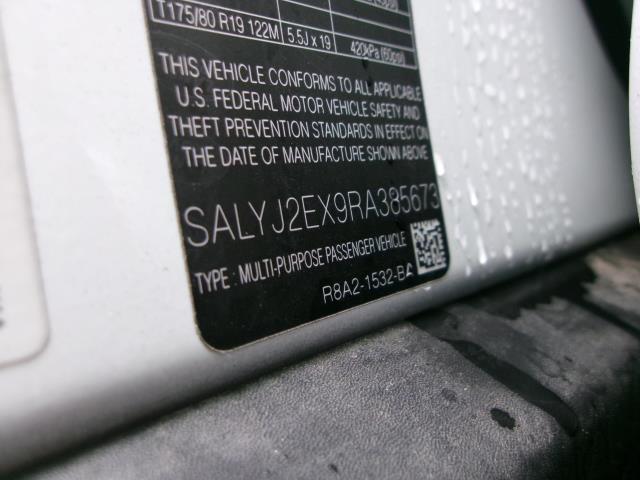 T175/80 R19 122M 5.5J x 19 420kPa (60psi)
THIS VEHICLE CONFORMS TO ALL APPLICABLE
U.S. FEDERAL MOTOR VEHICLE SAFETY AND
THEFT PREVENTION STANDARDS IN EFFECT ON
THE DATE OF MANUFACTURE SHOWN ABOVE
SALYJ2EX9RA385673
TYPE : MULTI-PURPOSE PASSENGER VEHICLE
R8A2-1532-BA